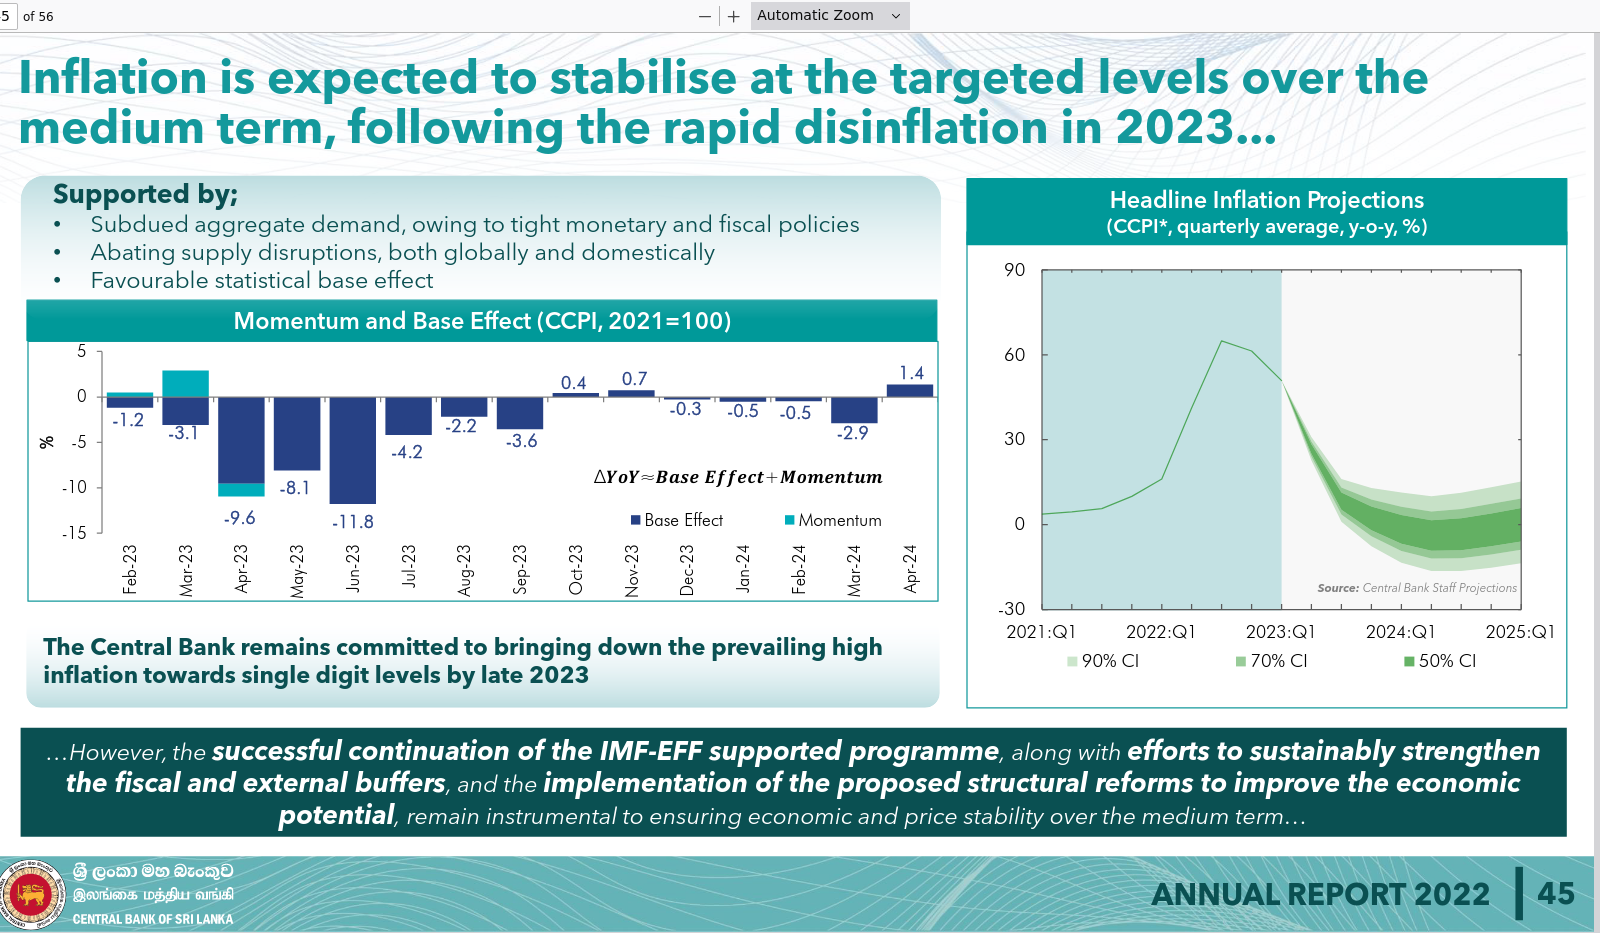 5 of 56
Automatic Zoom
Inflation is expected to stabilise at the targeted levels over the
medium term, following the rapid disinflation in 2023...
Supported by;
• Subdued aggregate demand, owing to tight monetary and fiscal policies
• Abating supply disruptions, both globally and domestically
• Favourable statistical base effect
Momentum and Base Effect (CCPI, 2021=100)
%
5
0
-5
-10
-15
-1.2
-3.1
-9.6
-8.1
-11.8
-4.2
-2.2
-3.6
0.4
0.7
-0.3
-0.5
-0.5
-2.9
1.4
ΔYoY≈Base Effect+Momentum
Base Effect
Momentum
Feb-23
Mar-23
Apr-23
May-23
Jun-23
Jul-23
Aug-23
Sep-23
Oct-23
Nov-23
Dec-23
Jan-24
Feb-24
Mar-24
Apr-24
The Central Bank remains committed to bringing down the prevailing high
inflation towards single digit levels by late 2023
Headline Inflation Projections
(CCPI*, quarterly average, y-o-y, %)
90
60
30
0
-30
Source: Central Bank Staff Projections
2021:Q1
2022:Q1
2023:Q1
2024:Q1
2025:Q1
90% CI
70% CI
50% CI
...However, the successful continuation of the IMF-EFF supported programme, along with efforts to sustainably strengthen
the fiscal and external buffers, and the implementation of the proposed structural reforms to improve the economic
potential, remain instrumental to ensuring economic and price stability over the medium term...
ශ්‍රී ලංකා මහ බැංකුව
இலங்கை மத்திய வங்கி
CENTRAL BANK OF SRI LANKA
ANNUAL REPORT 2022
45